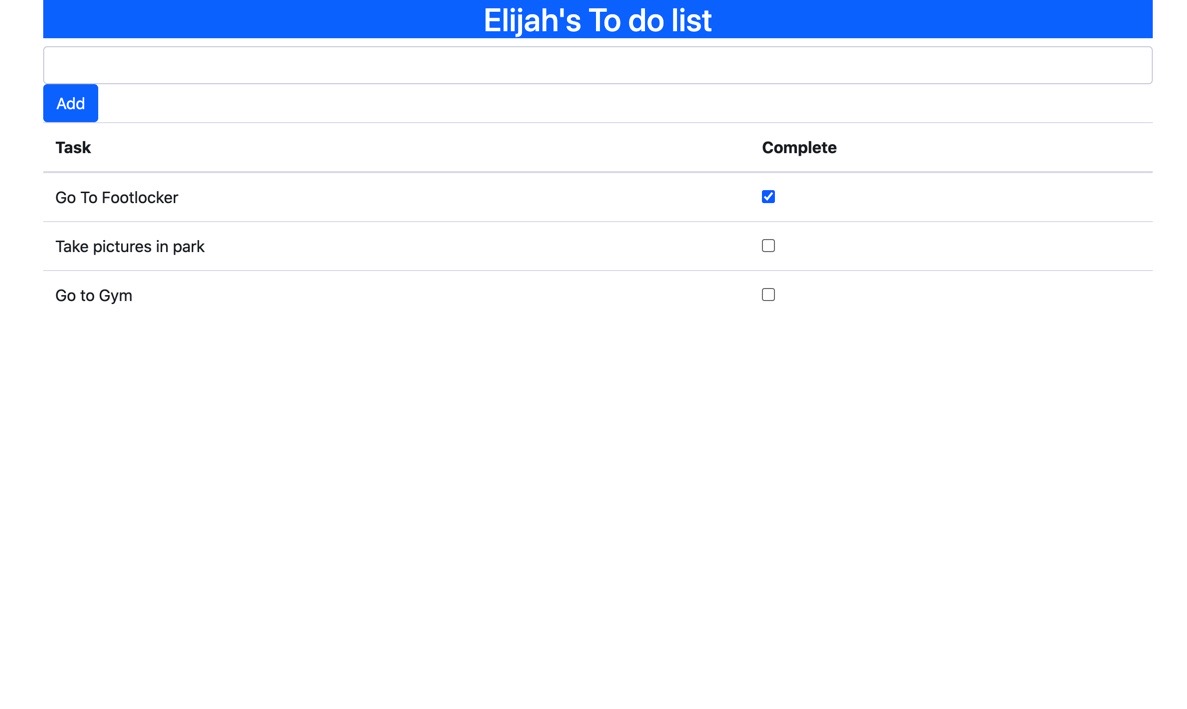 Elijah's To do list
Add
Task Complete
Go To Footlocker
Take pictures in park
Go to Gym